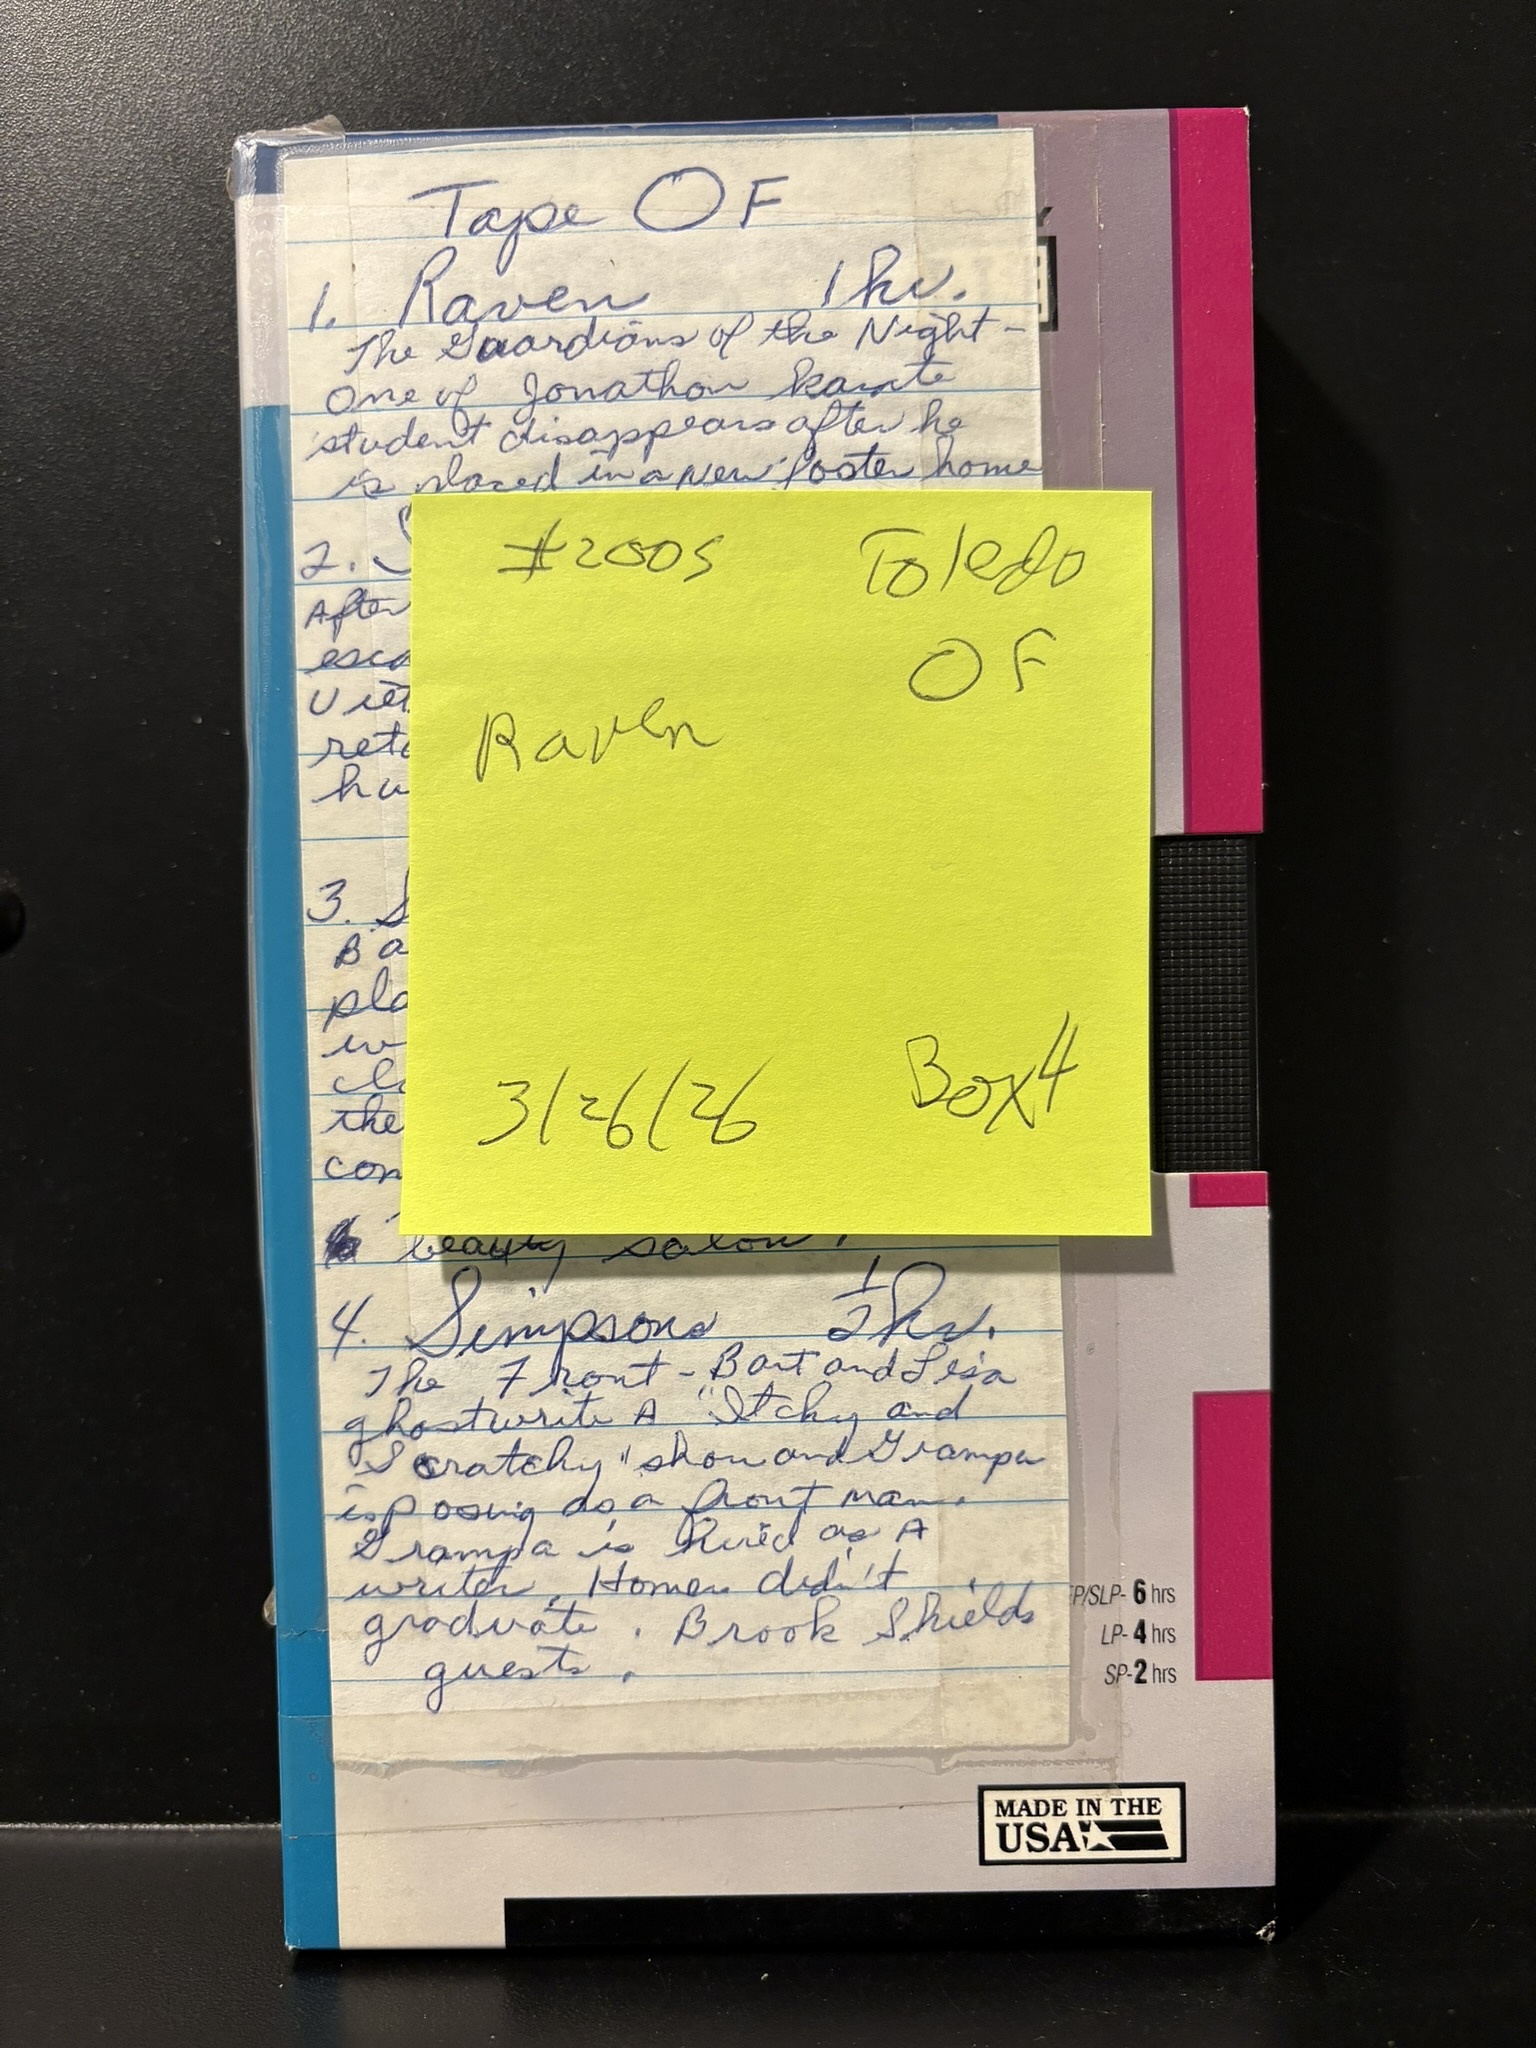 Tape OF
1. Raven 1 hr.
The Guardians of the Night -
One of Jonathon karate
student disappears after he
is placed in a New foster home
2.
After
#2005 Toledo
OF
Raven
3/26/26 Box 4
3.
the
beauty salon.
4. Simpsons 1/2 hr.
The Front - Bart and Lisa
ghostwrite A "Itchy and
Scratchy" show and Grampa
is posing as a front man.
Grampa is hired as A
writer. Homer didn't
graduate. Brook Shields
guests.
EP/SLP- 6 hrs
LP- 4 hrs
SP- 2 hrs
MADE IN THE
USA